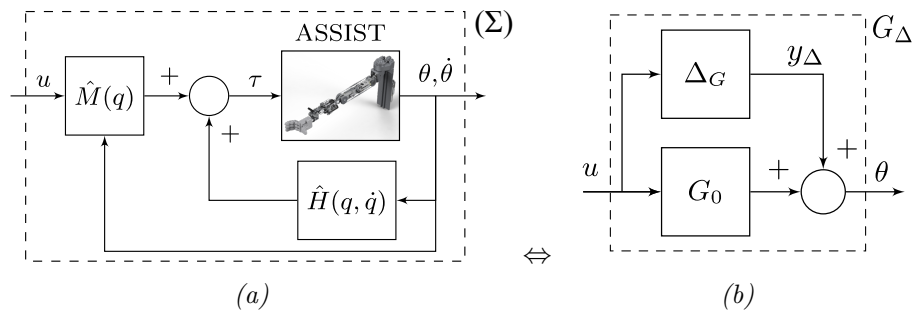 ASSIST
(Σ)
u
M̂(q)
+
τ
θ, θ̇
+
Ĥ(q, q̇)
(a)
⇔
G_Δ
Δ_G
y_Δ
u
G_0
+
+
θ
(b)